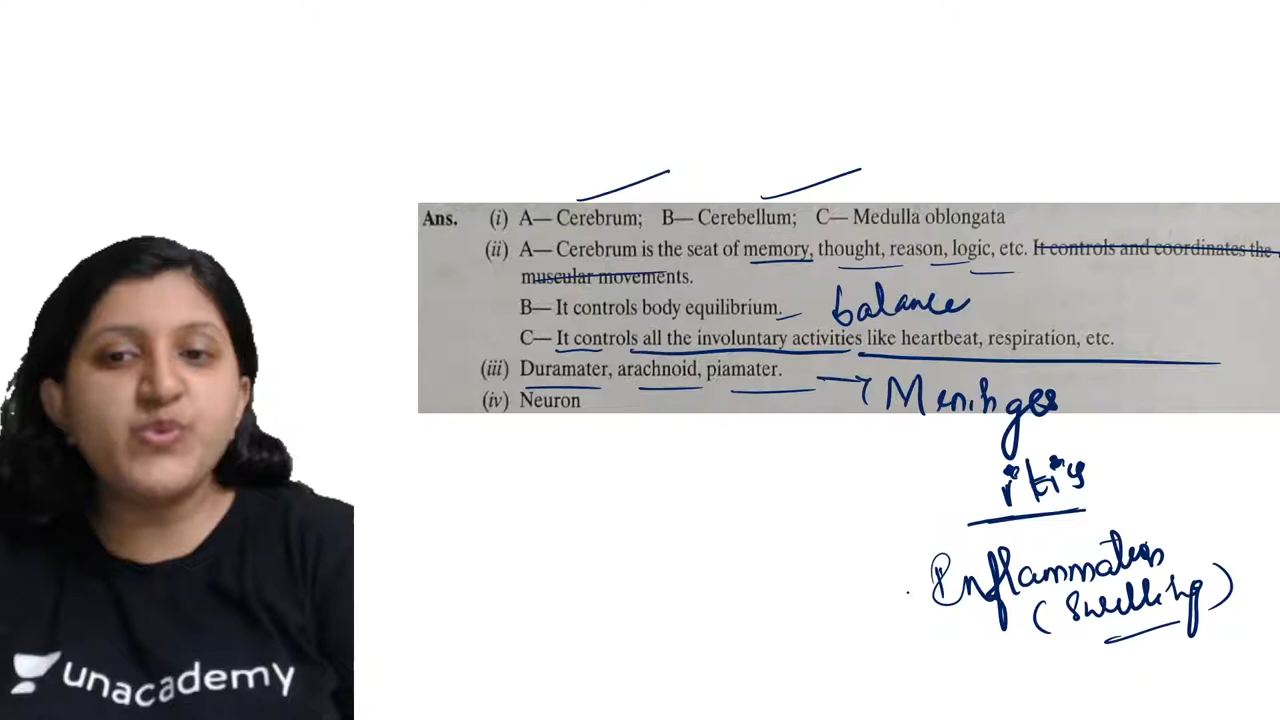 Ans. (i) A— Cerebrum; B— Cerebellum; C— Medulla oblongata
(ii) A— Cerebrum is the seat of memory, thought, reason, logic, etc. It controls and coordinates the
muscular movements.
B— It controls body equilibrium. balance
C— It controls all the involuntary activities like heartbeat, respiration, etc.
(iii) Duramater, arachnoid, piamater. → Meninges
(iv) Neuron
itis
Inflammation
(Swelling)
unacademy